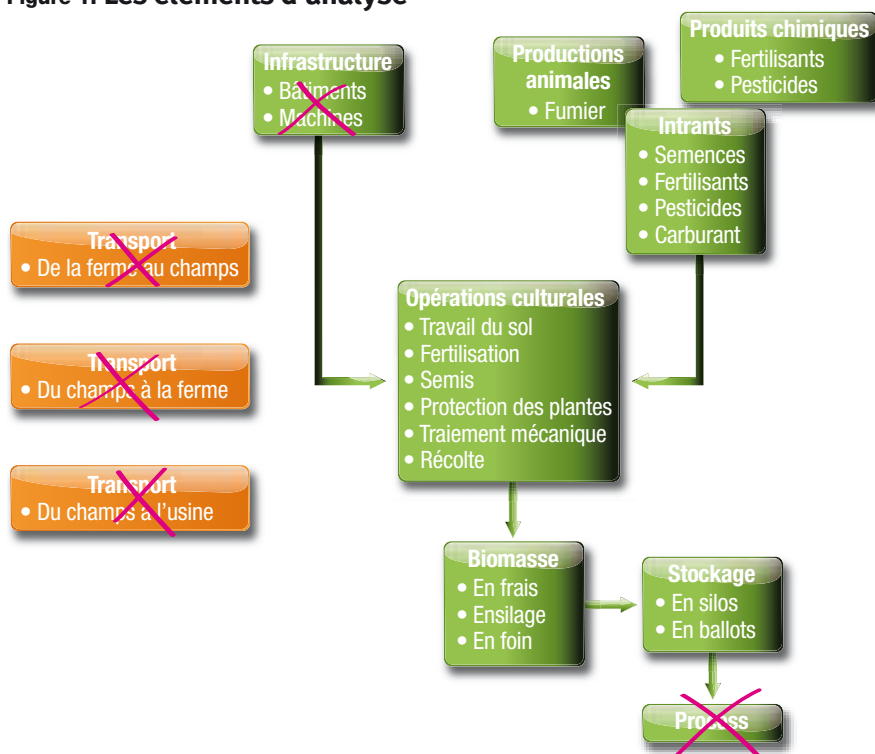 Figure 1. Les éléments d'analyse
Infrastructure
• Bâtiments
• Machines
Productions
animales
• Fumier
Produits chimiques
• Fertilisants
• Pesticides
Intrants
• Semences
• Fertilisants
• Pesticides
• Carburant
Transport
• De la ferme au champs
Transport
• Du champs à la ferme
Transport
• Du champs à l'usine
Opérations culturales
• Travail du sol
• Fertilisation
• Semis
• Protection des plantes
• Traiement mécanique
• Récolte
Biomasse
• En frais
• Ensilage
• En foin
Stockage
• En silos
• En ballots
Process